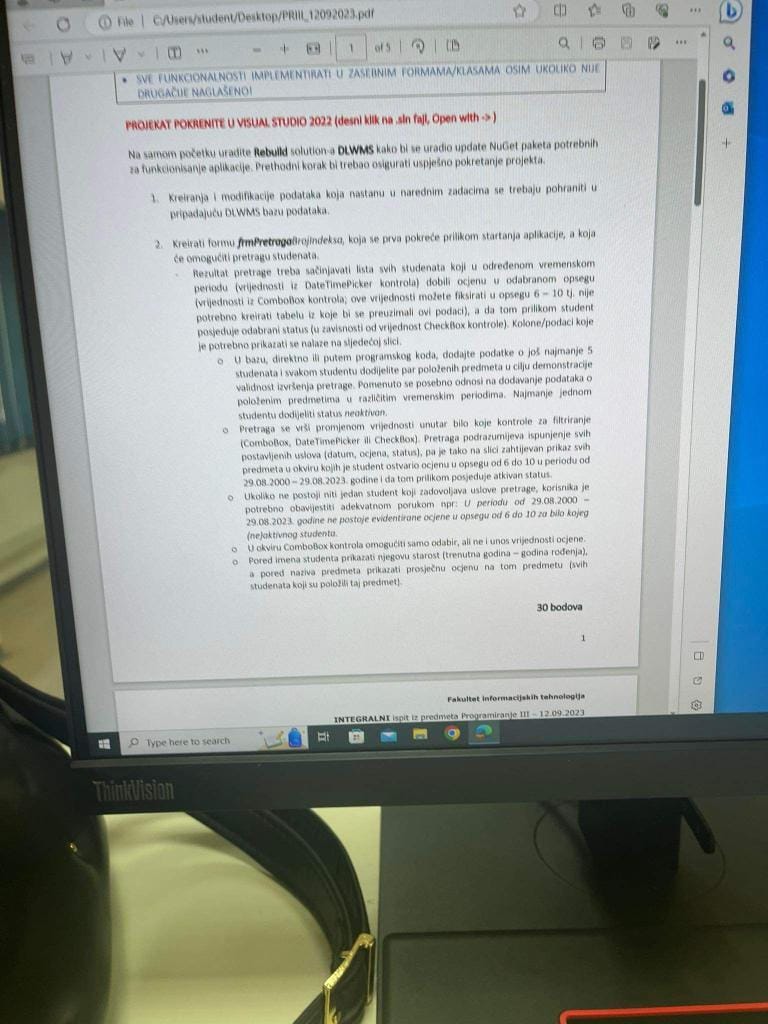 File
C:/Users/student/Desktop/PRIII_12092023.pdf
1 of 5
• SVE FUNKCIONALNOSTI IMPLEMENTIRATI U ZASEBNIM FORMAMA/KLASAMA OSIM UKOLIKO NIJE
DRUGAČIJE NAGLAŠENO!
PROJEKAT POKRENITE U VISUAL STUDIO 2022 (desni klik na .sln fajl, Open with -> )
Na samom početku uradite Rebuild solution-a DLWMS kako bi se uradio update NuGet paketa potrebnih
za funkcionisanje aplikacije. Prethodni korak bi trebao osigurati uspješno pokretanje projekta.
1. Kreiranja i modifikacije podataka koja nastanu u narednim zadacima se trebaju pohraniti u
pripadajuću DLWMS bazu podataka.
2. Kreirati formu frmPretragaBrojIndeksa, koja se prva pokreće prilikom startanja aplikacije, a koja
će omogućiti pretragu studenata.
- Rezultat pretrage treba sačinjavati lista svih studenata koji u određenom vremenskom
periodu (vrijednosti iz DateTimePicker kontrola) dobili ocjenu u odabranom opsegu
(vrijednosti iz ComboBox kontrola; ove vrijednosti možete fiksirati u opsegu 6 – 10 tj. nije
potrebno kreirati tabelu iz koje bi se preuzimali ovi podaci), a da tom prilikom student
posjeduje odabrani status (u zavisnosti od vrijednost CheckBox kontrole). Kolone/podaci koje
je potrebno prikazati se nalaze na sljedećoj slici.
o U bazu, direktno ili putem programskog koda, dodajte podatke o još najmanje 5
studenata i svakom studentu dodijelite par položenih predmeta u cilju demonstracije
validnost izvršenja pretrage. Pomenuto se posebno odnosi na dodavanje podataka o
položenim predmetima u različitim vremenskim periodima. Najmanje jednom
studentu dodijeliti status neaktivan.
o Pretraga se vrši promjenom vrijednosti unutar bilo koje kontrole za filtriranje
(ComboBox, DateTimePicker ili CheckBox). Pretraga podrazumijeva ispunjenje svih
postavljenih uslova (datum, ocjena, status), pa je tako na slici zahtijevan prikaz svih
predmeta u okviru kojih je student ostvario ocjenu u opsegu od 6 do 10 u periodu od
29.08.2000 – 29.08.2023. godine i da tom prilikom posjeduje atkivan status.
o Ukoliko ne postoji niti jedan student koji zadovoljava uslove pretrage, korisnika je
potrebno obavijestiti adekvatnom porukom npr: U periodu od 29.08.2000 –
29.08.2023. godine ne postoje evidentirane ocjene u opsegu od 6 do 10 za bilo kojeg
(ne)aktivnog studenta.
o U okviru ComboBox kontrola omogućiti samo odabir, ali ne i unos vrijednosti ocjene.
o Pored imena studenta prikazati njegovu starost (trenutna godina – godina rođenja),
a pored naziva predmeta prikazati prosječnu ocjenu na tom predmetu (svih
studenata koji su položili taj predmet).
30 bodova
1
Fakultet informacijskih tehnologija
INTEGRALNI ispit iz predmeta Programiranje III – 12.09.2023
Type here to search
ThinkVision